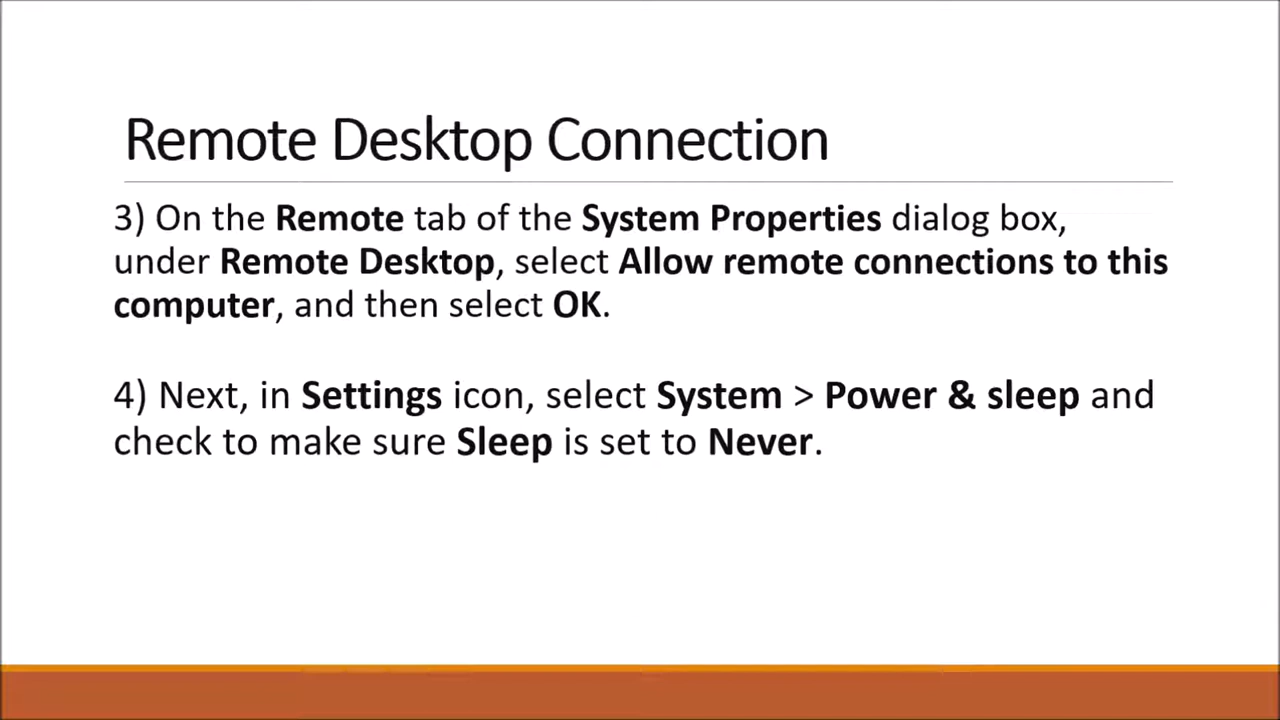 Remote Desktop Connection
3) On the Remote tab of the System Properties dialog box,
under Remote Desktop, select Allow remote connections to this
computer, and then select OK.
4) Next, in Settings icon, select System > Power & sleep and
check to make sure Sleep is set to Never.